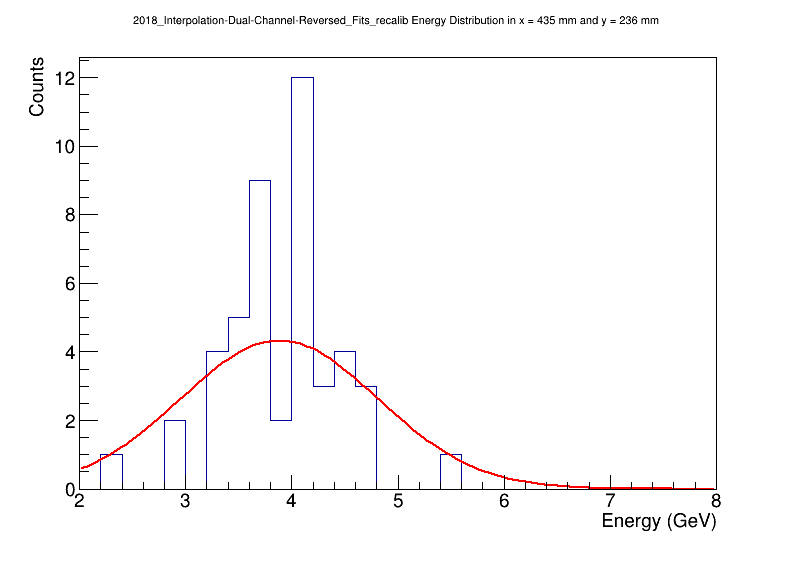 2018_Interpolation-Dual-Channel-Reversed_Fits_recalib Energy Distribution in x = 435 mm and y = 236 mm
Counts
12
10
8
6
4
2
0
2 3 4 5 6 7 8
Energy (GeV)